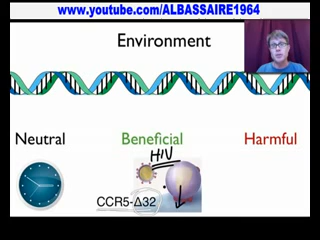 www.youtube.com/ALBASSAIRE1964
Environment
Neutral
Beneficial
Harmful
HIV
CCR5-Δ32